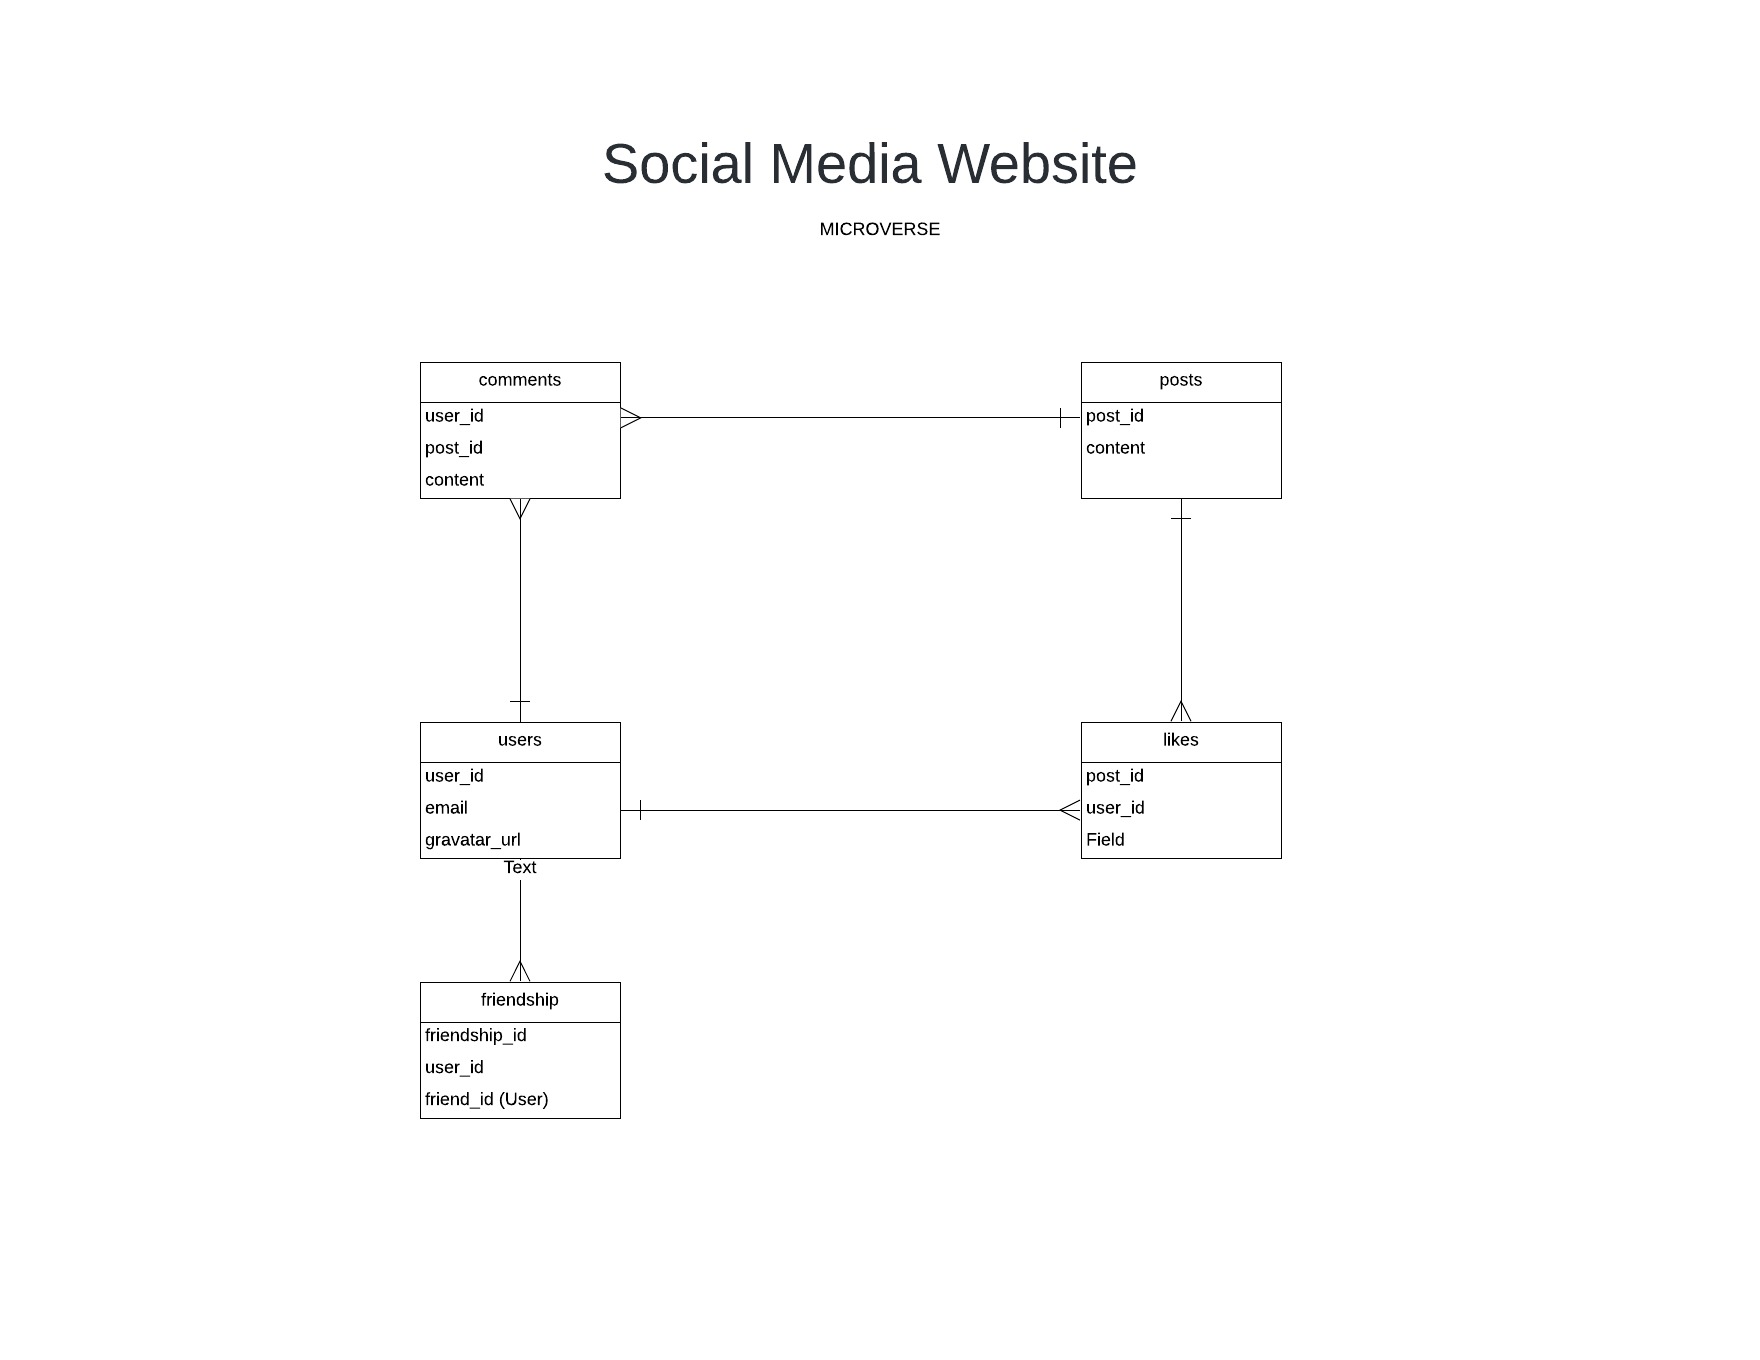 Social Media Website
MICROVERSE
comments
user_id
post_id
content
posts
post_id
content
users
user_id
email
gravatar_url
Text
likes
post_id
user_id
Field
friendship
friendship_id
user_id
friend_id (User)